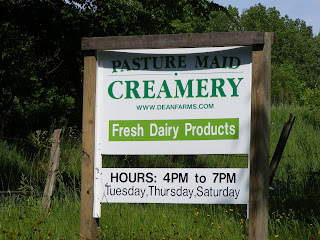 PASTURE MAID
CREAMERY
WWW.DEANFARMS.COM
Fresh Dairy Products
HOURS: 4PM to 7PM
Tuesday,Thursday,Saturday